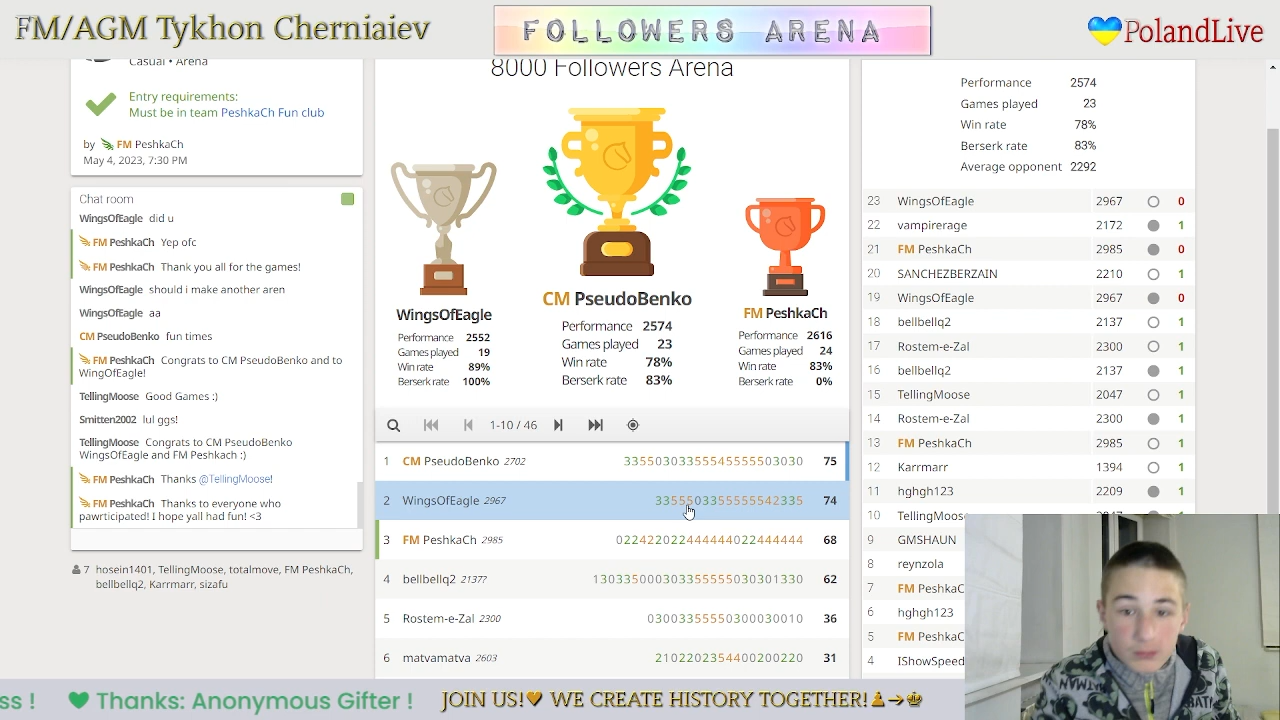 FM/AGM Tykhon Cherniaiev
FOLLOWERS ARENA
PolandLive
Casual • Arena
Entry requirements:
Must be in team PeshkaCh Fun club
by FM PeshkaCh
May 4, 2023, 7:30 PM
Chat room
WingsOfEagle did u
FM PeshkaCh Yep ofc
FM PeshkaCh Thank you all for the games!
WingsOfEagle should i make another aren
WingsOfEagle aa
CM PseudoBenko fun times
FM PeshkaCh Congrats to CM PseudoBenko and to
WingOfEagle!
TellingMoose Good Games :)
Smitten2002 lul ggs!
TellingMoose Congrats to CM PseudoBenko
WingsOfEagle and FM Peshkach :)
FM PeshkaCh Thanks @TellingMoose!
FM PeshkaCh Thanks to everyone who
pawrticipated! I hope yall had fun! <3
7 hosein1401, TellingMoose, totalmove, FM PeshKaCh,
bellbellq2, Karrmarr, sizafu
8000 Followers Arena
WingsOfEagle
Performance 2552
Games played 19
Win rate 89%
Berserk rate 100%
CM PseudoBenko
Performance 2574
Games played 23
Win rate 78%
Berserk rate 83%
FM PeshkaCh
Performance 2616
Games played 24
Win rate 83%
Berserk rate 0%
1-10 / 46
1 CM PseudoBenko 2702 33550303355545555503030 75
2 WingsOfEagle 2967 3355503355555542335 74
3 FM PeshkaCh 2985 022422022444444022444444 68
4 bellbellq2 2137? 130335000303355555030301330 62
5 Rostem-e-Zal 2300 03003355550300030010 36
6 matvamatva 2603 2102202354400200220 31
Performance 2574
Games played 23
Win rate 78%
Berserk rate 83%
Average opponent 2292
23 WingsOfEagle 2967 0
22 vampirerage 2172 1
21 FM PeshkaCh 2985 0
20 SANCHEZBERZAIN 2210 1
19 WingsOfEagle 2967 0
18 bellbellq2 2137 1
17 Rostem-e-Zal 2300 1
16 bellbellq2 2137 1
15 TellingMoose 2047 1
14 Rostem-e-Zal 2300 1
13 FM PeshkaCh 2985 1
12 Karrmarr 1394 1
11 hghgh123 2209 1
10 TellingMoose
9 GMSHAUN
8 reynzola
7 FM PeshkaC
6 hghgh123
5 FM PeshkaC
4 IShowSpeed
BATMAN
ss ! Thanks: Anonymous Gifter !
JOIN US! WE CREATE HISTORY TOGETHER!